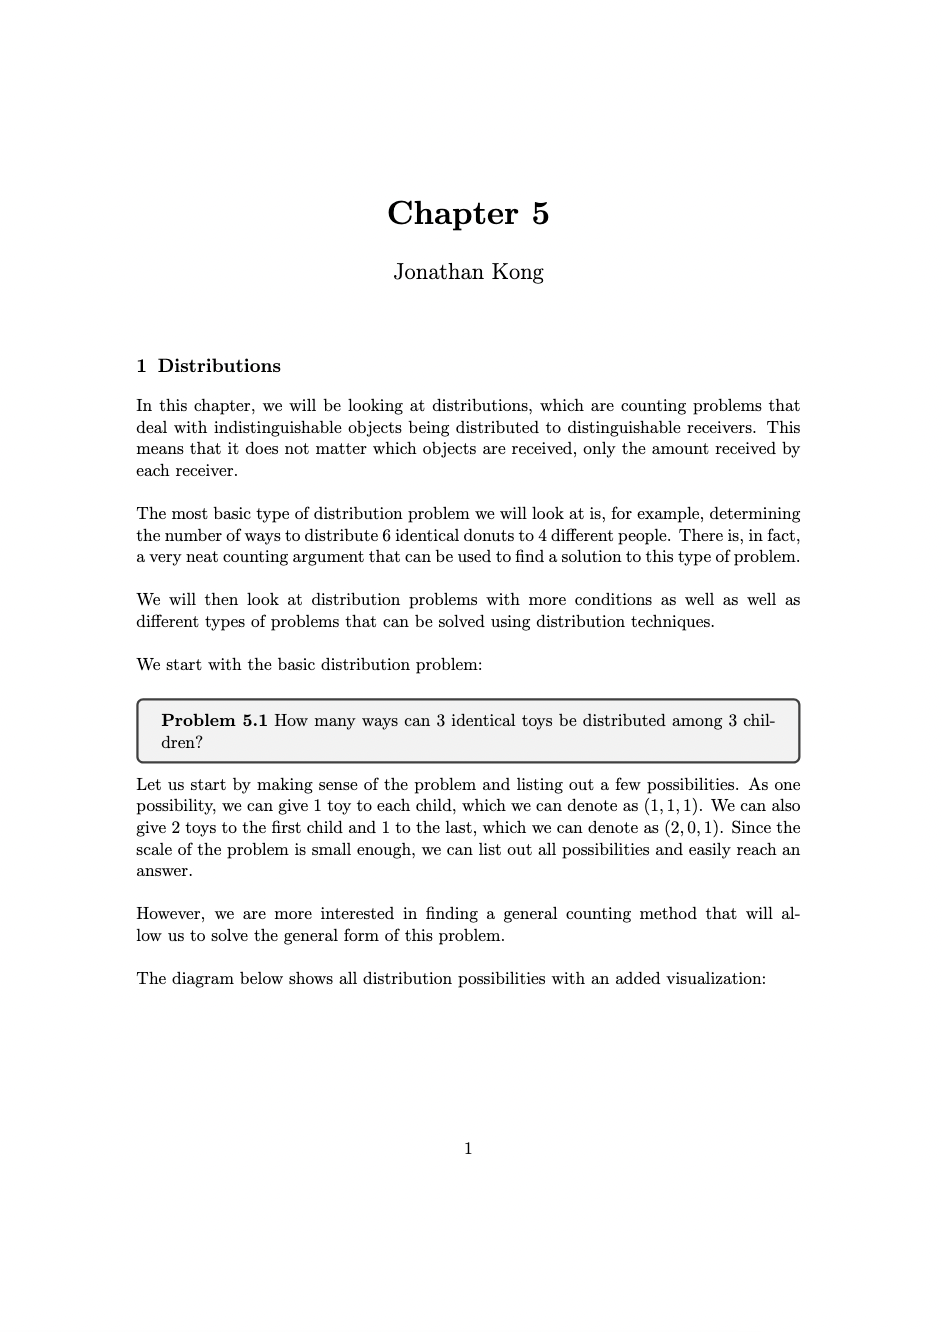 Chapter 5
Jonathan Kong
1 Distributions
In this chapter, we will be looking at distributions, which are counting problems that
deal with indistinguishable objects being distributed to distinguishable receivers. This
means that it does not matter which objects are received, only the amount received by
each receiver.
The most basic type of distribution problem we will look at is, for example, determining
the number of ways to distribute 6 identical donuts to 4 different people. There is, in fact,
a very neat counting argument that can be used to find a solution to this type of problem.
We will then look at distribution problems with more conditions as well as well as
different types of problems that can be solved using distribution techniques.
We start with the basic distribution problem:
Problem 5.1 How many ways can 3 identical toys be distributed among 3 chil-
dren?
Let us start by making sense of the problem and listing out a few possibilities. As one
possibility, we can give 1 toy to each child, which we can denote as (1, 1, 1). We can also
give 2 toys to the first child and 1 to the last, which we can denote as (2, 0, 1). Since the
scale of the problem is small enough, we can list out all possibilities and easily reach an
answer.
However, we are more interested in finding a general counting method that will al-
low us to solve the general form of this problem.
The diagram below shows all distribution possibilities with an added visualization:
1